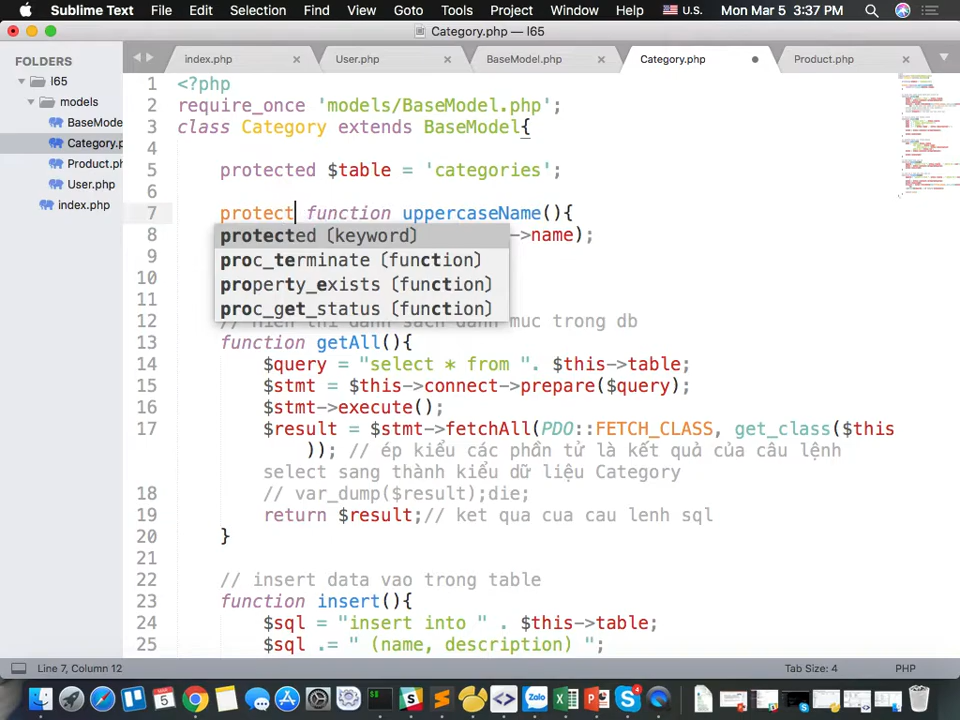 Sublime Text File Edit Selection Find View Goto Tools Project Window Help U.S. Mon Mar 5 3:37 PM
Category.php — l65
FOLDERS
l65
models
BaseMode
Category.p
Product.ph
User.php
index.php
index.php User.php BaseModel.php Category.php Product.php
1 <?php
2 require_once 'models/BaseModel.php';
3 class Category extends BaseModel{
4
5 protected $table = 'categories';
6
7 protect function uppercaseName(){
8 ->name);
protected (keyword)
proc_terminate (function)
property_exists (function)
proc_get_status (function)
9
10
11
12 // hien thi danh sach danh muc trong db
13 function getAll(){
14 $query = "select * from ". $this->table;
15 $stmt = $this->connect->prepare($query);
16 $stmt->execute();
17 $result = $stmt->fetchAll(PDO::FETCH_CLASS, get_class($this
)); // ép kiểu các phần tử là kết quả của câu lệnh
select sang thành kiểu dữ liệu Category
18 // var_dump($result);die;
19 return $result;// ket qua cua cau lenh sql
20 }
21
22 // insert data vao trong table
23 function insert(){
24 $sql = "insert into " . $this->table;
25 $sql .= " (name, description) ";
Line 7, Column 12 Tab Size: 4 PHP